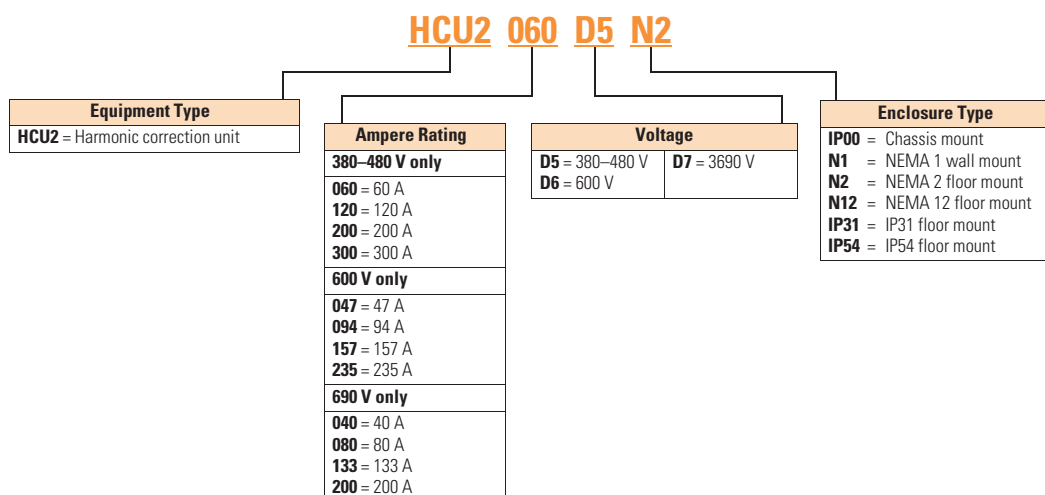 HCU2 060 D5 N2
Equipment Type
HCU2 = Harmonic correction unit
Ampere Rating
380–480 V only
060 = 60 A
120 = 120 A
200 = 200 A
300 = 300 A
600 V only
047 = 47 A
094 = 94 A
157 = 157 A
235 = 235 A
690 V only
040 = 40 A
080 = 80 A
133 = 133 A
200 = 200 A
Voltage
D5 = 380–480 V
D6 = 600 V
D7 = 3690 V
Enclosure Type
IP00 = Chassis mount
N1 = NEMA 1 wall mount
N2 = NEMA 2 floor mount
N12 = NEMA 12 floor mount
IP31 = IP31 floor mount
IP54 = IP54 floor mount